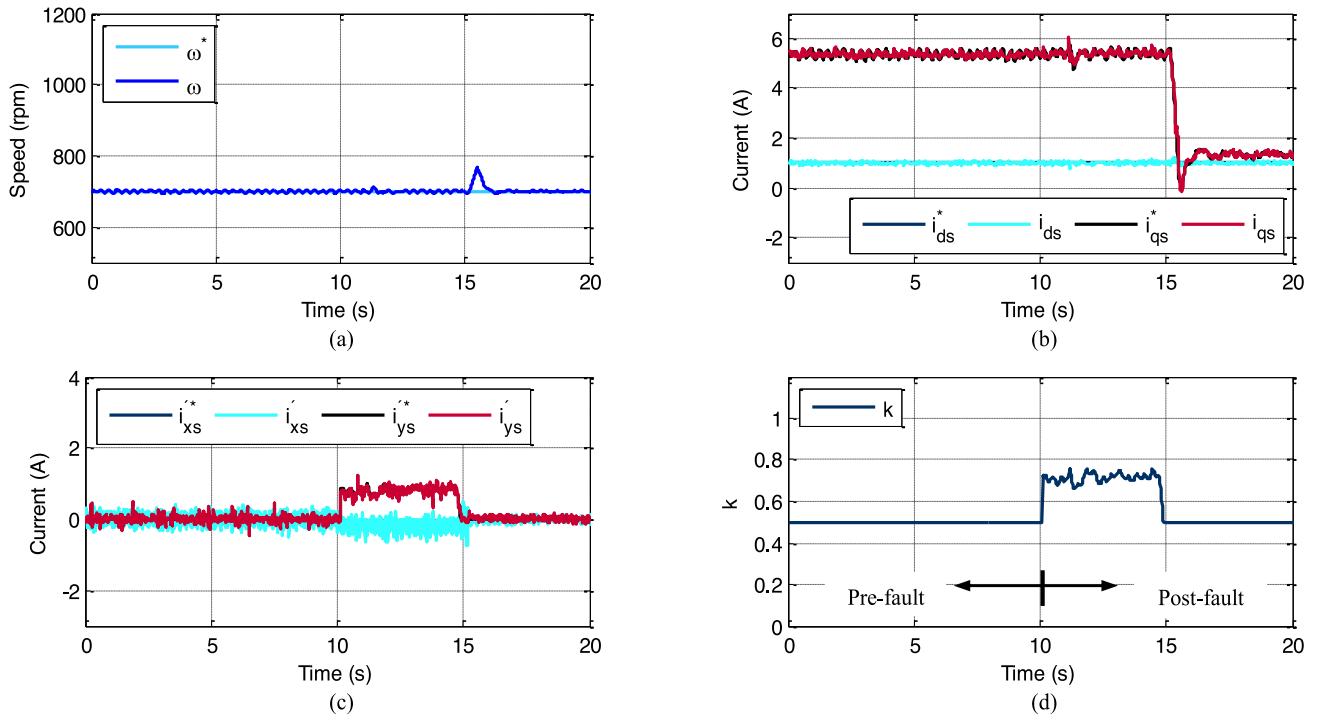 1200
1000
800
600
Speed (rpm)
ω*
ω
0 5 10 15 20
Time (s)
(a)
6
4
2
0
-2
Current (A)
i*ds ids i*qs iqs
0 5 10 15 20
Time (s)
(b)
4
2
0
-2
Current (A)
i´*xs i´xs i´*ys i´ys
0 5 10 15 20
Time (s)
(c)
1
0.8
0.6
0.4
0.2
0
k
k
Pre-fault Post-fault
0 5 10 15 20
Time (s)
(d)